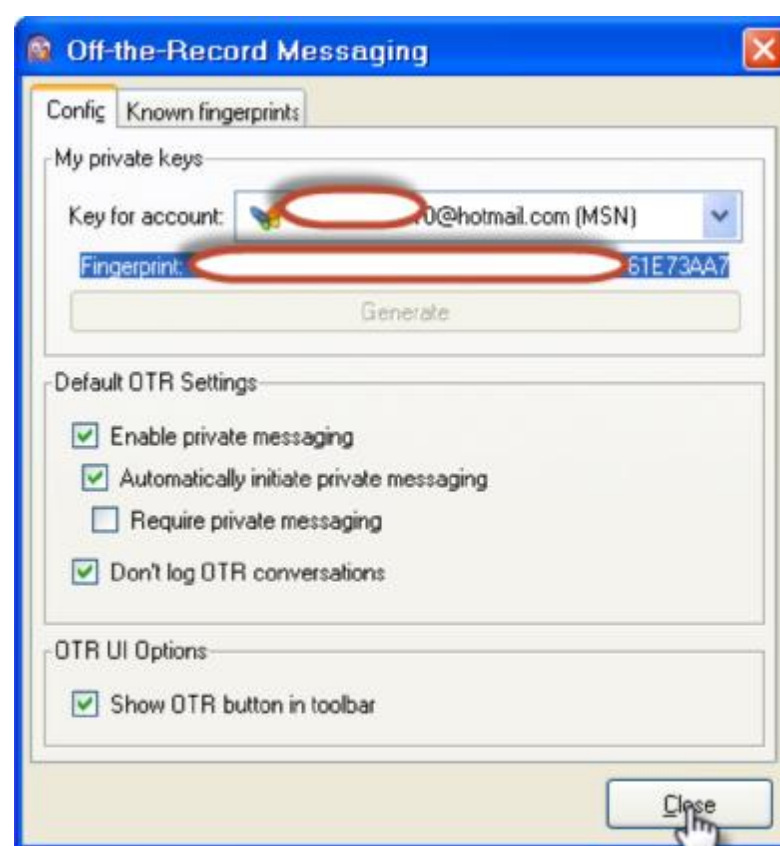 Off-the-Record Messaging
Config Known fingerprints
My private keys
Key for account: 0@hotmail.com (MSN)
Fingerprint: 61E73AA7
Generate
Default OTR Settings
Enable private messaging
Automatically initiate private messaging
Require private messaging
Don't log OTR conversations
OTR UI Options
Show OTR button in toolbar
Close